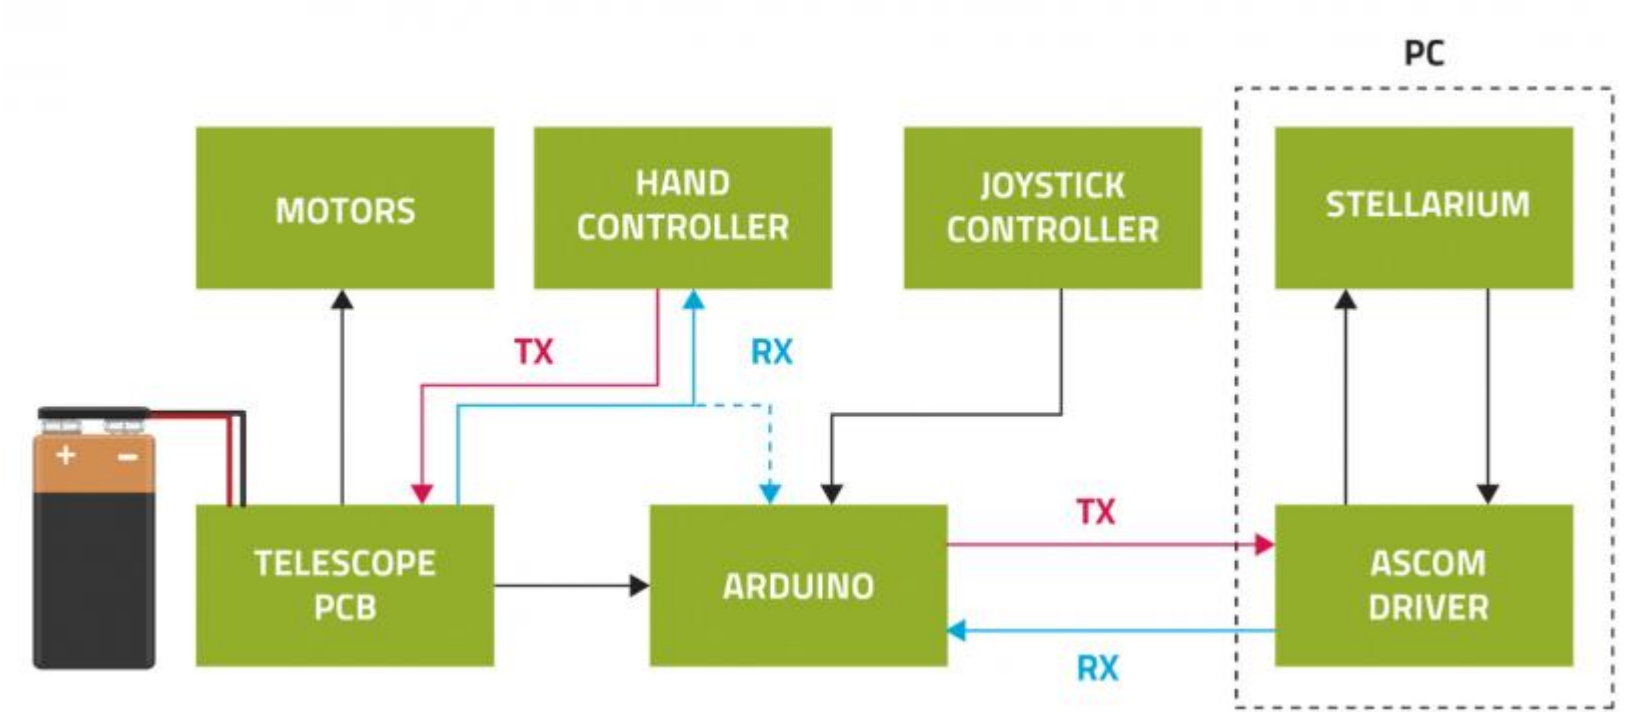 PC
MOTORS
HAND
CONTROLLER
JOYSTICK
CONTROLLER
STELLARIUM
TX
RX
+ −
TELESCOPE
PCB
ARDUINO
TX
RX
ASCOM
DRIVER